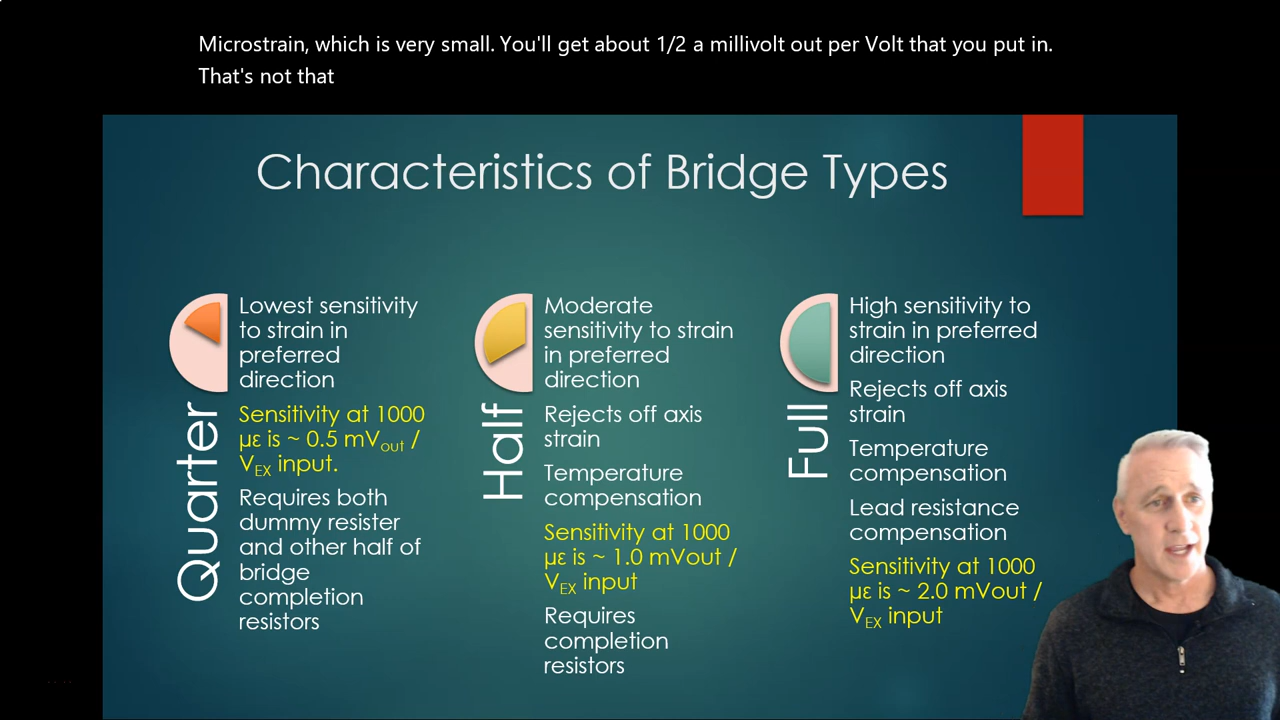 Microstrain, which is very small. You'll get about 1/2 a millivolt out per Volt that you put in.
That's not that
Characteristics of Bridge Types
Quarter
Lowest sensitivity
to strain in
preferred
direction
Sensitivity at 1000
µε is ~ 0.5 mVout /
VEX input.
Requires both
dummy resister
and other half of
bridge
completion
resistors
Half
Moderate
sensitivity to strain
in preferred
direction
Rejects off axis
strain
Temperature
compensation
Sensitivity at 1000
µε is ~ 1.0 mVout /
VEX input
Requires
completion
resistors
Full
High sensitivity to
strain in preferred
direction
Rejects off axis
strain
Temperature
compensation
Lead resistance
compensation
Sensitivity at 1000
µε is ~ 2.0 mVout /
VEX input